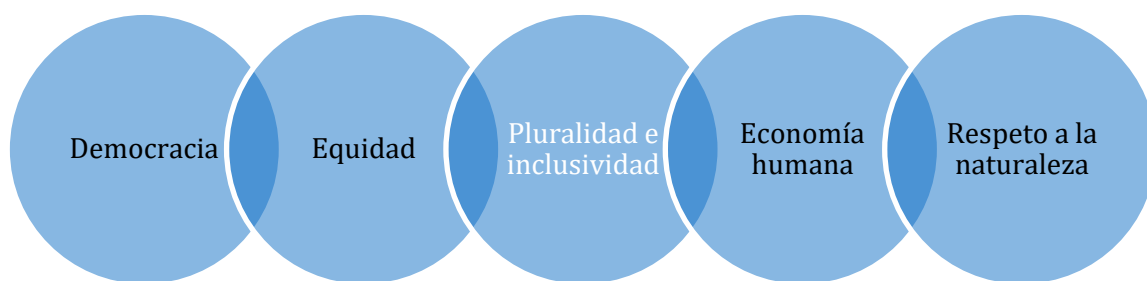 Democracia
Equidad
Pluralidad e
inclusividad
Economía
humana
Respeto a la
naturaleza